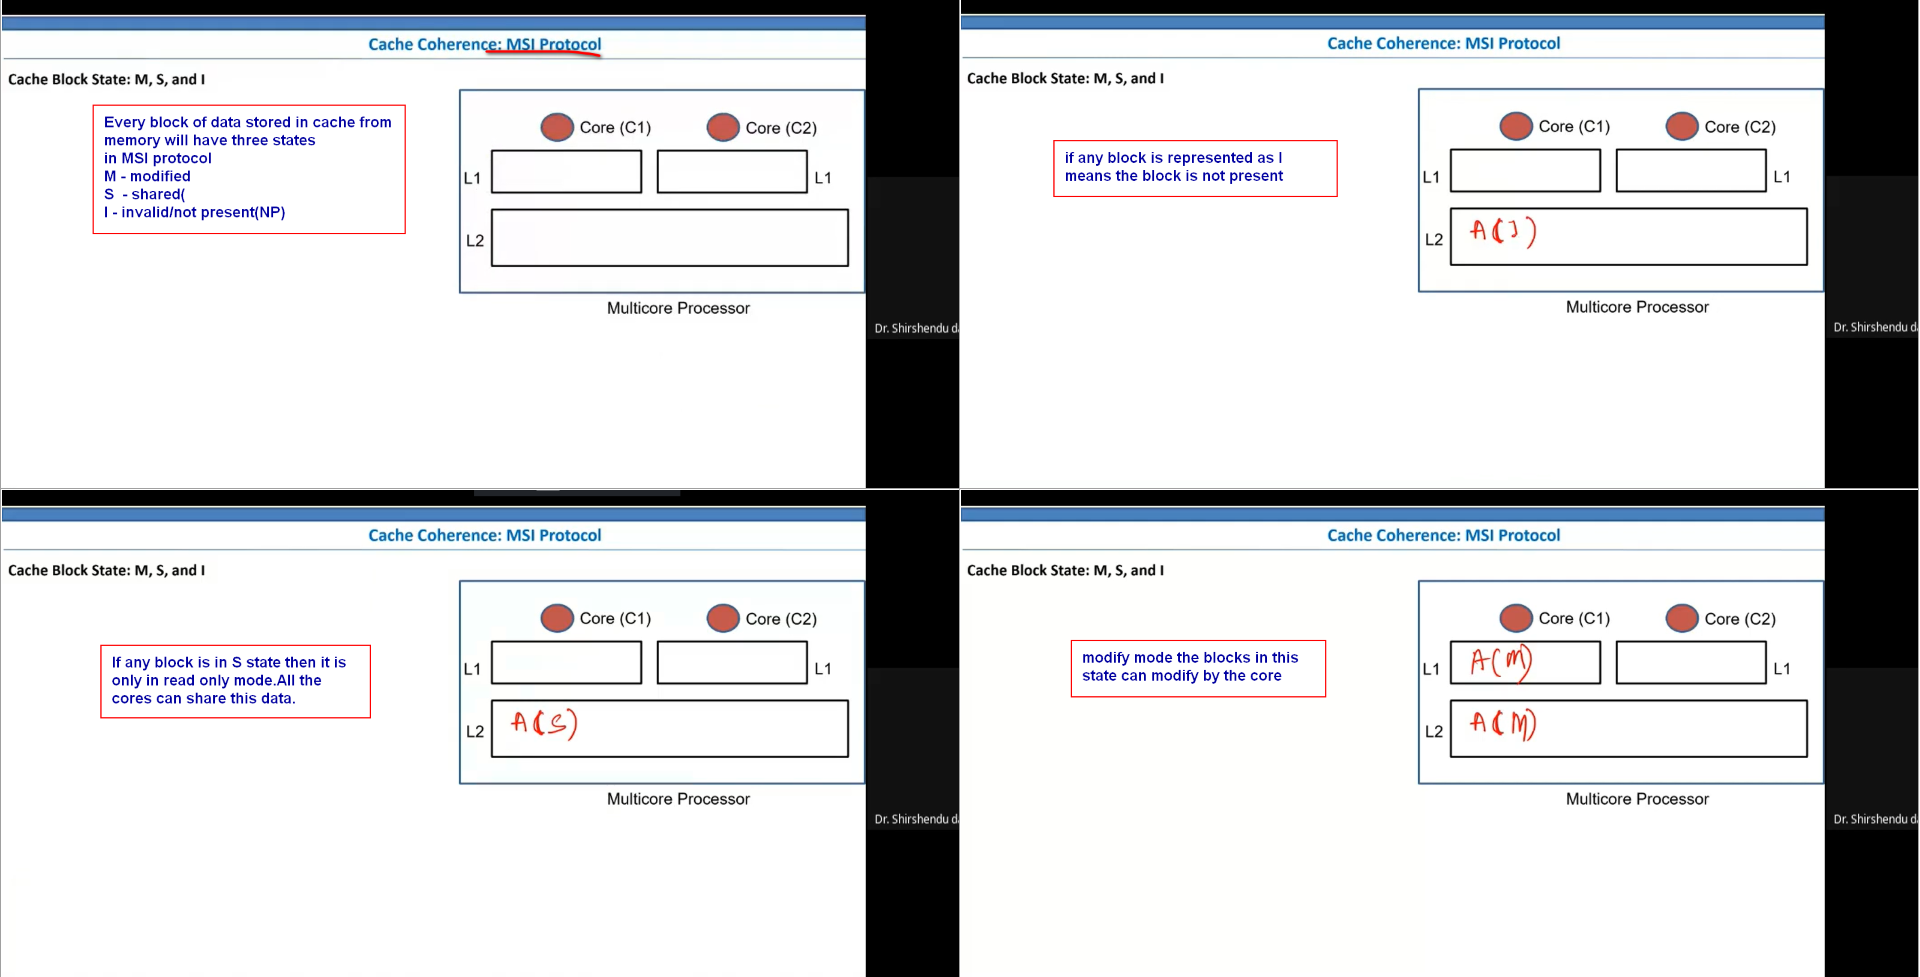 Cache Coherence: MSI Protocol
Cache Block State: M, S, and I
Every block of data stored in cache from
memory will have three states
in MSI protocol
M - modified
S - shared(
I - invalid/not present(NP)
Core (C1)
Core (C2)
L1
L1
L2
Multicore Processor
Dr. Shirshendu d
Cache Coherence: MSI Protocol
Cache Block State: M, S, and I
if any block is represented as I
means the block is not present
Core (C1)
Core (C2)
L1
L1
L2
A(I)
Multicore Processor
Dr. Shirshendu d
Cache Coherence: MSI Protocol
Cache Block State: M, S, and I
If any block is in S state then it is
only in read only mode.All the
cores can share this data.
Core (C1)
Core (C2)
L1
L1
L2
A(S)
Multicore Processor
Dr. Shirshendu d
Cache Coherence: MSI Protocol
Cache Block State: M, S, and I
modify mode the blocks in this
state can modify by the core
Core (C1)
Core (C2)
L1
A(M)
L1
L2
A(M)
Multicore Processor
Dr. Shirshendu d